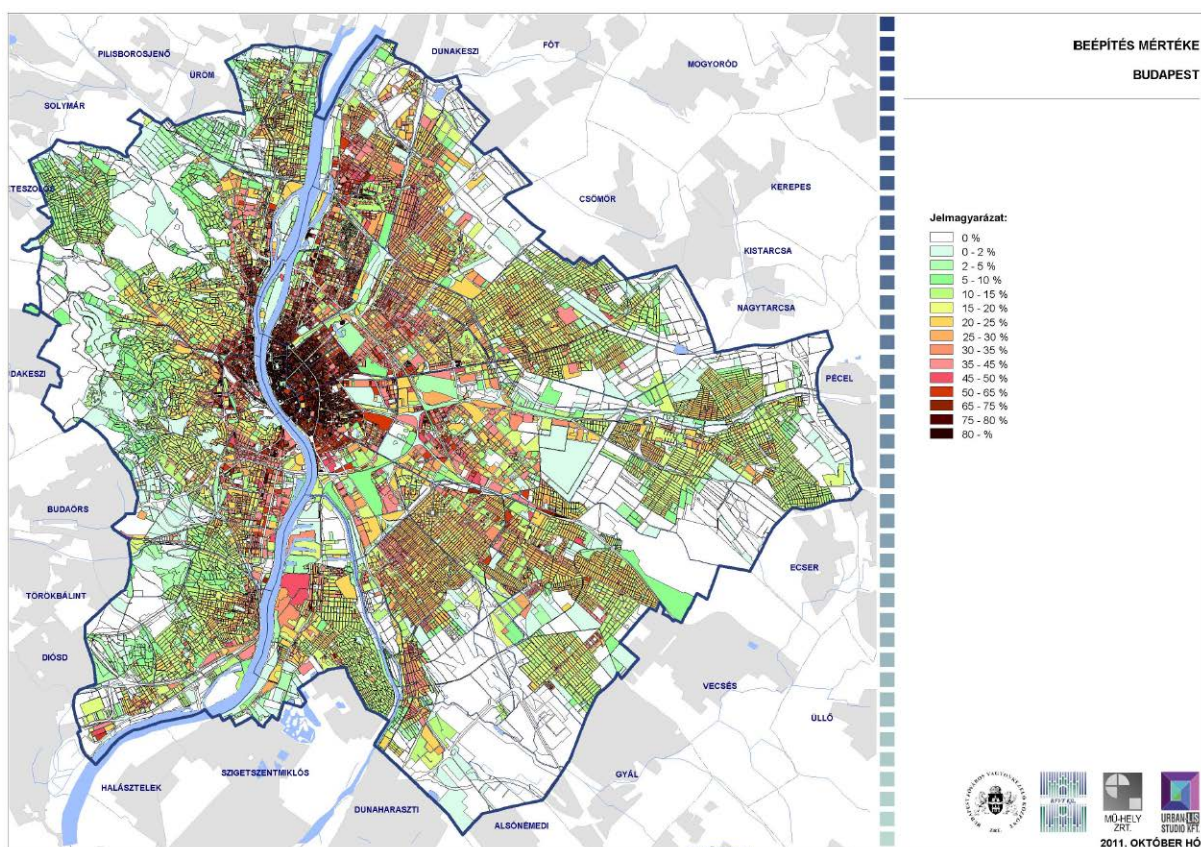 BEÉPÍTÉS MÉRTÉKE
BUDAPEST
PILISBOROSJENŐ
ÜRÖM
SOLYMÁR
DUNAKESZI
FÓT
MOGYORÓD
CSÖMÖR
KEREPES
KISTARCSA
NAGYTARCSA
PÉCEL
BUDAÖRS
TÖRÖKBÁLINT
DIÓSD
ECSER
VECSÉS
ÜLLŐ
GYÁL
HALÁSZTELEK
SZIGETSZENTMIKLÓS
DUNAHARASZTI
ALSÓNÉMEDI
Jelmagyarázat:
0 %
0 - 2 %
2 - 5 %
5 - 10 %
10 - 15 %
15 - 20 %
20 - 25 %
25 - 30 %
30 - 35 %
35 - 45 %
45 - 50 %
50 - 65 %
65 - 75 %
75 - 80 %
80 - %
MŰ-HELY
ZRT.
URBAN-LIS
STUDIO KFT.
2011. OKTÓBER HÓ